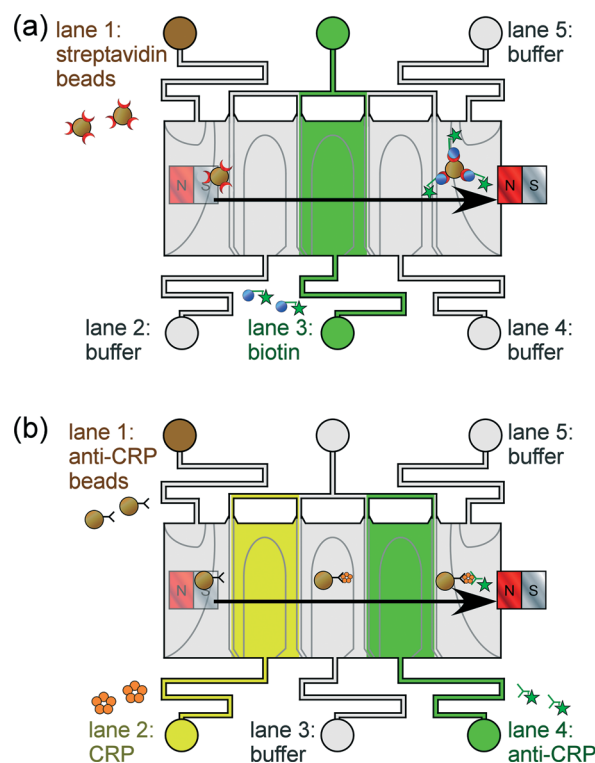 (a)
lane 1:
streptavidin
beads
lane 5:
buffer
N S
N S
lane 2:
buffer
lane 3:
biotin
lane 4:
buffer
(b)
lane 1:
anti-CRP
beads
lane 5:
buffer
N S
N S
lane 2:
CRP
lane 3:
buffer
lane 4:
anti-CRP